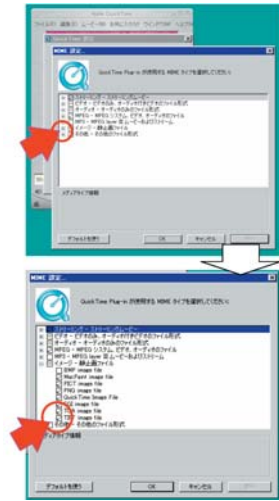 MIME 設定...
QuickTime Plug-in が使用する MIME タイプを選択してください:
ストリーミング - ストリーミングムービー
ビデオ - ビデオのみ、オーディオ付きビデオのファイル形式
オーディオ - オーディオのみのファイル形式
MPEG - MPEG システム、ビデオ、オーディオファイル
MP3 - MPEG layer III ムービーおよびストリーム
イメージ - 静止画ファイル
その他 - その他のファイル形式
メディアタイプ情報
デフォルトを使う
OK
キャンセル
MIME 設定...
QuickTime Plug-in が使用する MIME タイプを選択してください:
ストリーミング - ストリーミングムービー
ビデオ - ビデオのみ、オーディオ付きビデオのファイル形式
オーディオ - オーディオのみのファイル形式
MPEG - MPEG システム、ビデオ、オーディオファイル
MP3 - MPEG layer III ムービーおよびストリーム
イメージ - 静止画ファイル
BMP image file
MacPaint image file
PICT image file
PNG image file
QuickTime Image File
image file
image file
image file
その他 - その他のファイル形式
メディアタイプ情報
デフォルトを使う
OK
キャンセル